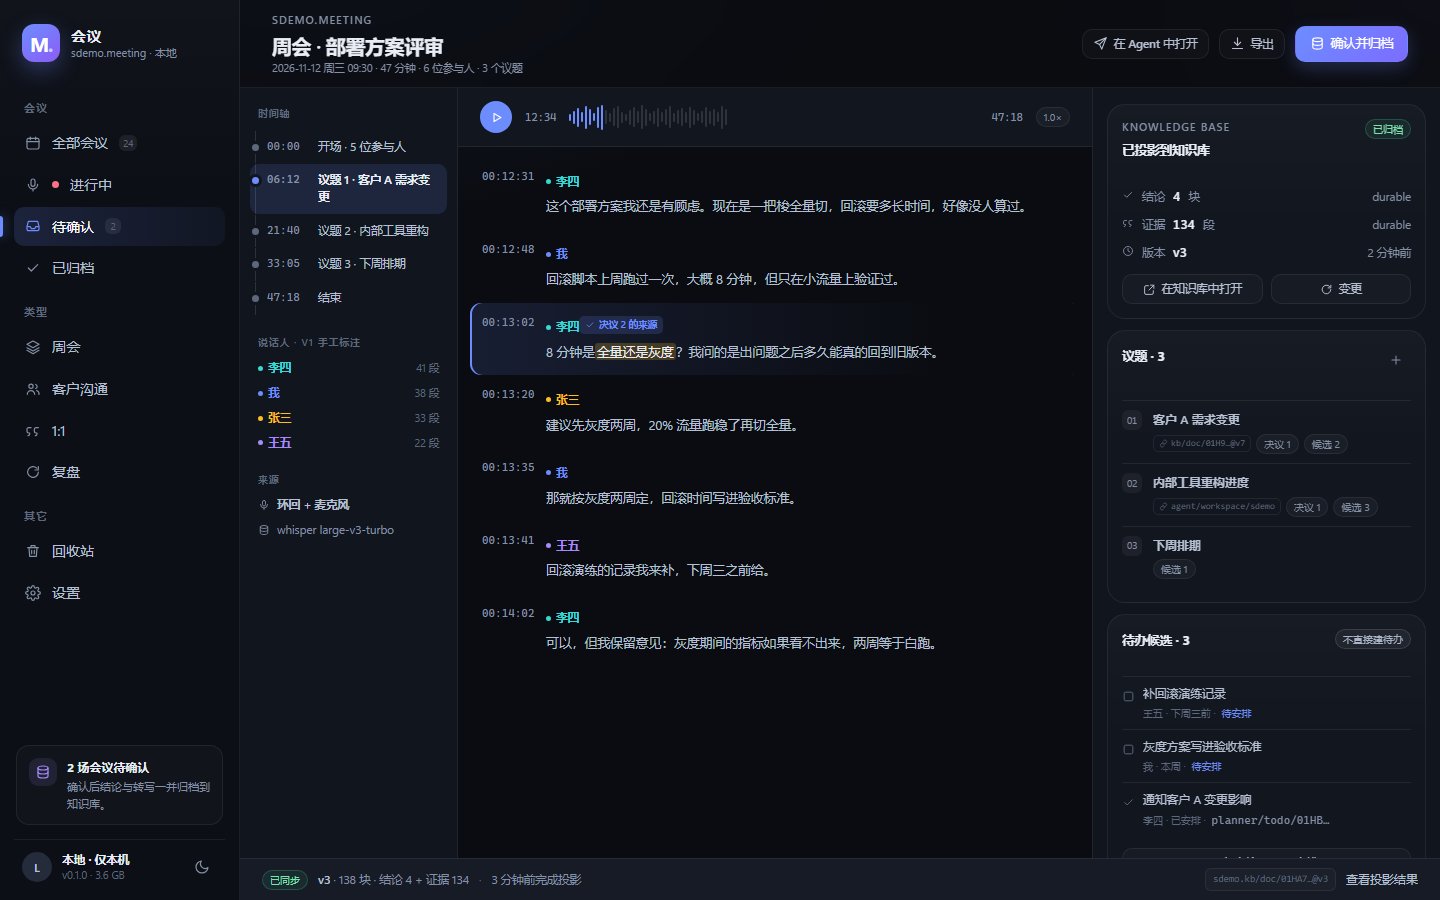 M.
会议
sdemo.meeting · 本地
会议
全部会议 24
进行中
待确认 2
已归档
类型
周会
客户沟通
1:1
复盘
其它
回收站
设置
2 场会议待确认
确认后结论与转写一并归档到
知识库。
L
本地 · 仅本机
v0.1.0 · 3.6 GB
SDEMO.MEETING
周会 · 部署方案评审
2026-11-12 周三 09:30 · 47 分钟 · 6 位参与人 · 3 个议题
在 Agent 中打开
导出
确认并归档
时间轴
00:00 开场 · 5 位参与人
06:12 议题 1 · 客户 A 需求变
更
21:40 议题 2 · 内部工具重构
33:05 议题 3 · 下周排期
47:18 结束
说话人 · V1 手工标注
李四 41 段
我 38 段
张三 33 段
王五 22 段
来源
环回 + 麦克风
whisper large-v3-turbo
12:34
47:18
1.0×
00:12:31 李四
这个部署方案我还是有顾虑。现在是一把梭全量切，回滚要多长时间，好像没人算过。
00:12:48 我
回滚脚本上周跑过一次，大概 8 分钟，但只在小流量上验证过。
00:13:02 李四 决议 2 的来源
8 分钟是全量还是灰度？我问的是出问题之后多久能真的回到旧版本。
00:13:20 张三
建议先灰度两周，20% 流量跑稳了再切全量。
00:13:35 我
那就按灰度两周定，回滚时间写进验收标准。
00:13:41 王五
回滚演练的记录我来补，下周三之前给。
00:14:02 李四
可以，但我保留意见：灰度期间的指标如果看不出来，两周等于白跑。
KNOWLEDGE BASE
已归档
已投影到知识库
结论 4 块 durable
证据 134 段 durable
版本 v3 2 分钟前
在知识库中打开
变更
议题 · 3
01 客户 A 需求变更
kb/doc/01H9…@v7 决议 1 候选 2
02 内部工具重构进度
agent/workspace/sdemo 决议 1 候选 3
03 下周排期
候选 1
待办候选 · 3
不直接建待办
补回滚演练记录
王五 · 下周三前 · 待安排
灰度方案写进验收标准
我 · 本周 · 待安排
通知客户 A 变更影响
李四 · 已安排 · planner/todo/01HB…
已同步
v3 · 138 块 · 结论 4 + 证据 134 · 3 分钟前完成投影
sdemo.kb/doc/01HA7…@v3
查看投影结果